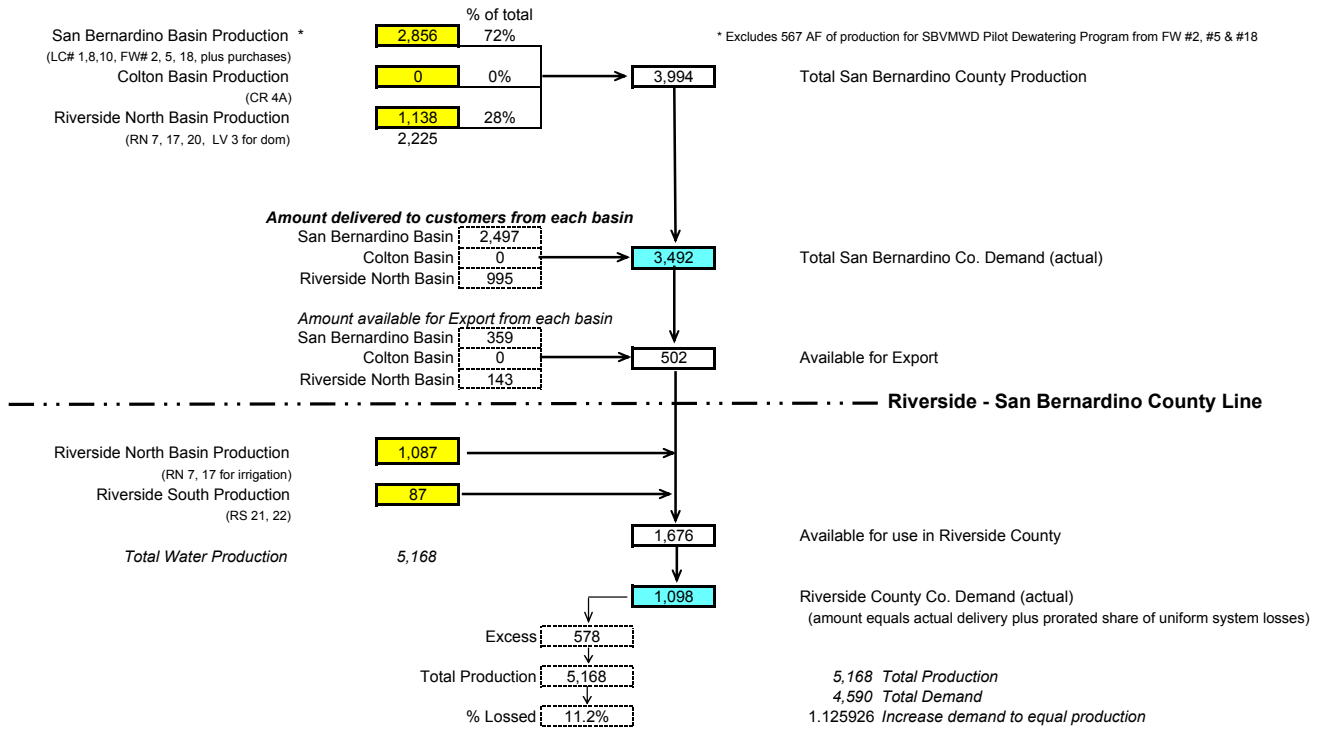 % of total
San Bernardino Basin Production * 2,856 72% * Excludes 567 AF of production for SBVMWD Pilot Dewatering Program from FW #2, #5 & #18
(LC# 1,8,10, FW# 2, 5, 18, plus purchases)
Colton Basin Production 0 0% 3,994 Total San Bernardino County Production
(CR 4A)
Riverside North Basin Production 1,138 28%
(RN 7, 17, 20, LV 3 for dom) 2,225
Amount delivered to customers from each basin
San Bernardino Basin 2,497
Colton Basin 0 3,492 Total San Bernardino Co. Demand (actual)
Riverside North Basin 995
Amount available for Export from each basin
San Bernardino Basin 359
Colton Basin 0 502 Available for Export
Riverside North Basin 143
Riverside - San Bernardino County Line
Riverside North Basin Production 1,087
(RN 7, 17 for irrigation)
Riverside South Production 87
(RS 21, 22)
1,676 Available for use in Riverside County
Total Water Production 5,168
1,098 Riverside County Co. Demand (actual)
(amount equals actual delivery plus prorated share of uniform system losses)
Excess 578
Total Production 5,168 5,168 Total Production
4,590 Total Demand
% Lossed 11.2% 1.125926 Increase demand to equal production